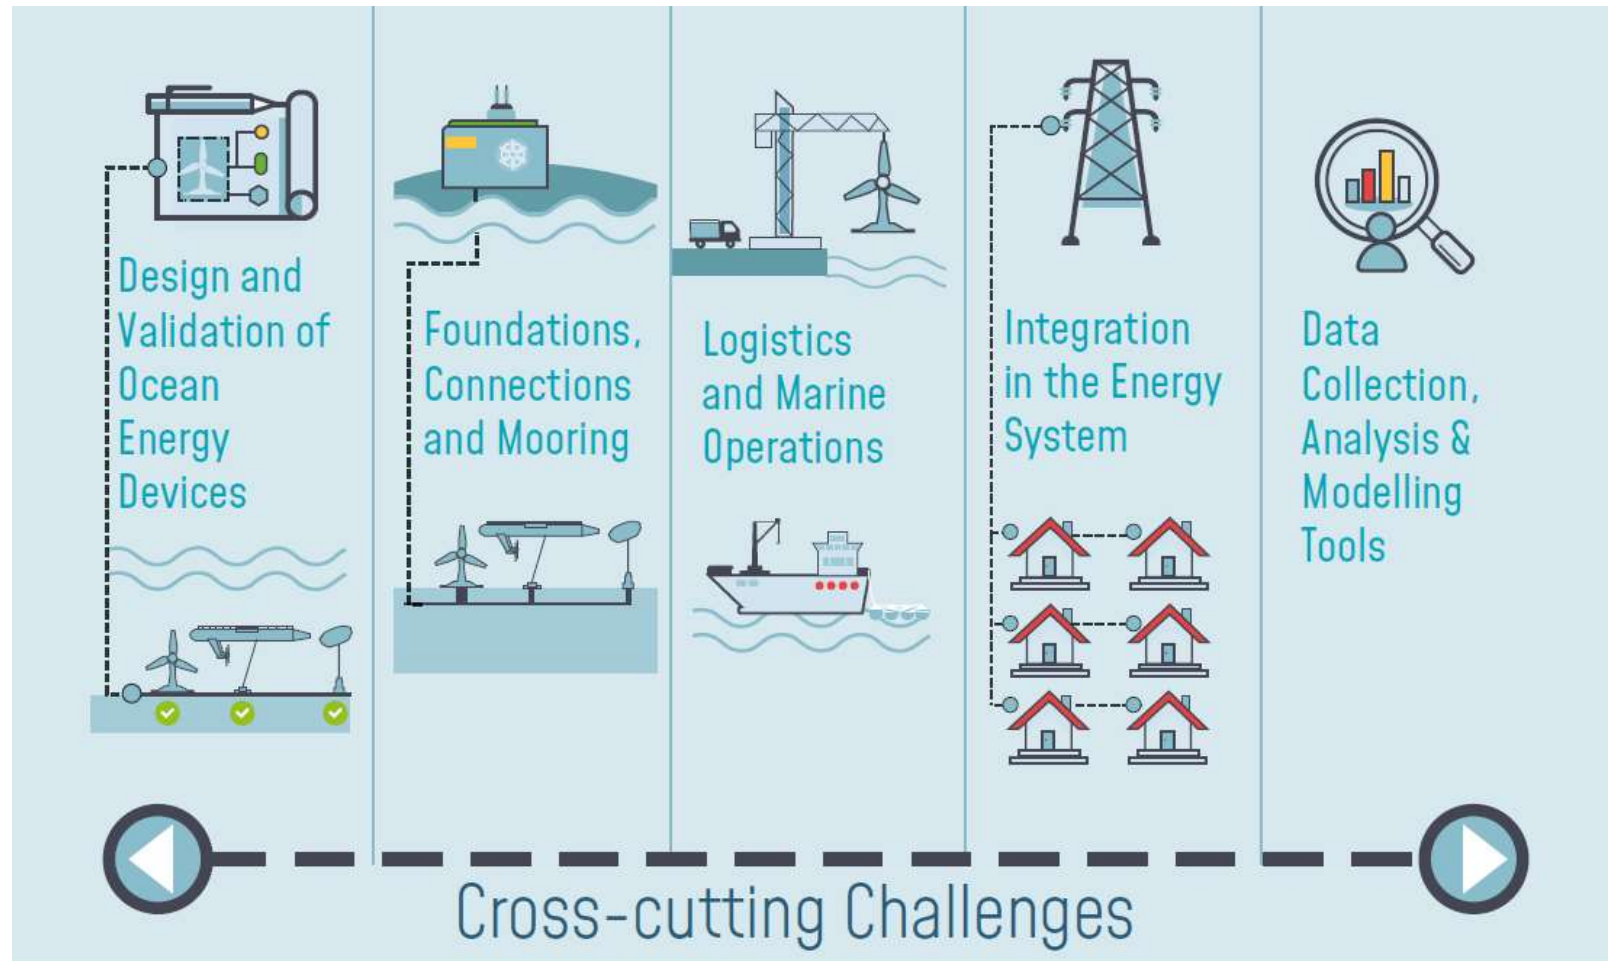 Design and
Validation of
Ocean
Energy
Devices
Foundations,
Connections
and Mooring
Logistics
and Marine
Operations
Integration
in the Energy
System
Data
Collection,
Analysis &
Modelling
Tools
Cross-cutting Challenges